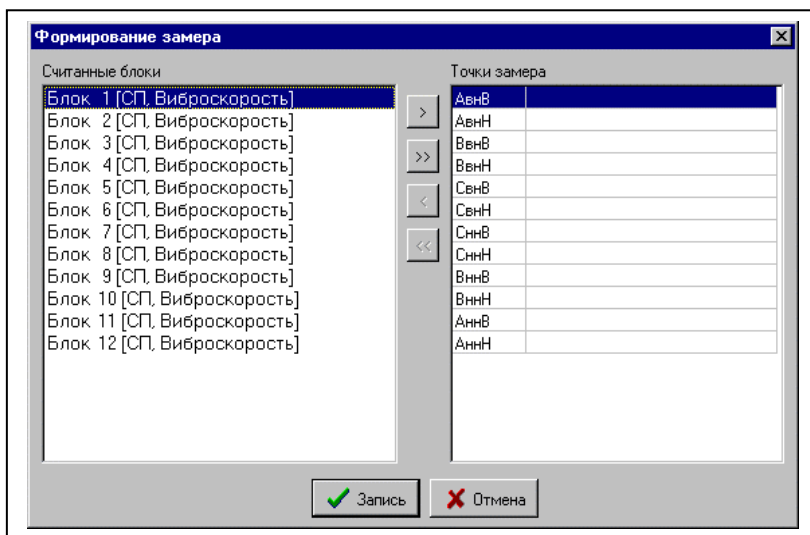 Формирование замера
Считанные блоки
Блок 1 [СП, Виброскорость]
Блок 2 [СП, Виброскорость]
Блок 3 [СП, Виброскорость]
Блок 4 [СП, Виброскорость]
Блок 5 [СП, Виброскорость]
Блок 6 [СП, Виброскорость]
Блок 7 [СП, Виброскорость]
Блок 8 [СП, Виброскорость]
Блок 9 [СП, Виброскорость]
Блок 10 [СП, Виброскорость]
Блок 11 [СП, Виброскорость]
Блок 12 [СП, Виброскорость]
>
>>
<
<<
Точки замера
АвнВ
АвнН
ВвнВ
ВвнН
СвнВ
СвнН
СннВ
СннН
ВннВ
ВннН
АннВ
АннН
Запись
Отмена